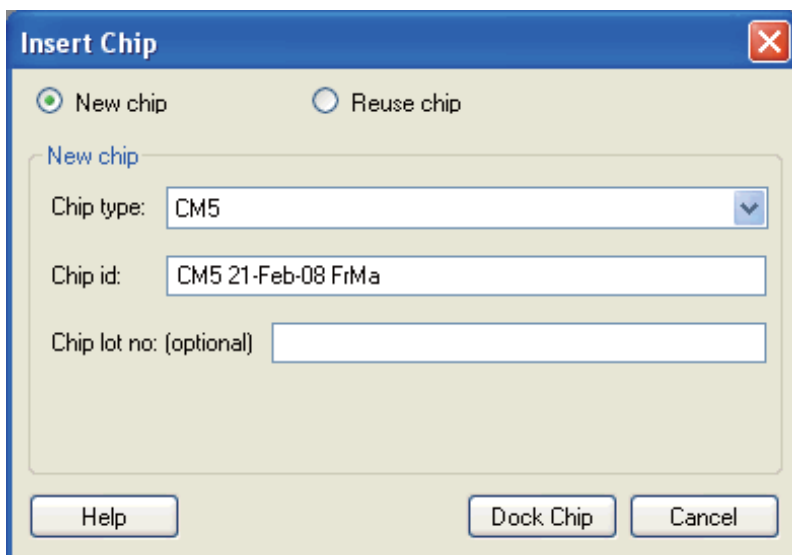 Insert Chip
New chip Reuse chip
New chip
Chip type: CM5
Chip id: CM5 21-Feb-08 FrMa
Chip lot no: (optional)
Help Dock Chip Cancel